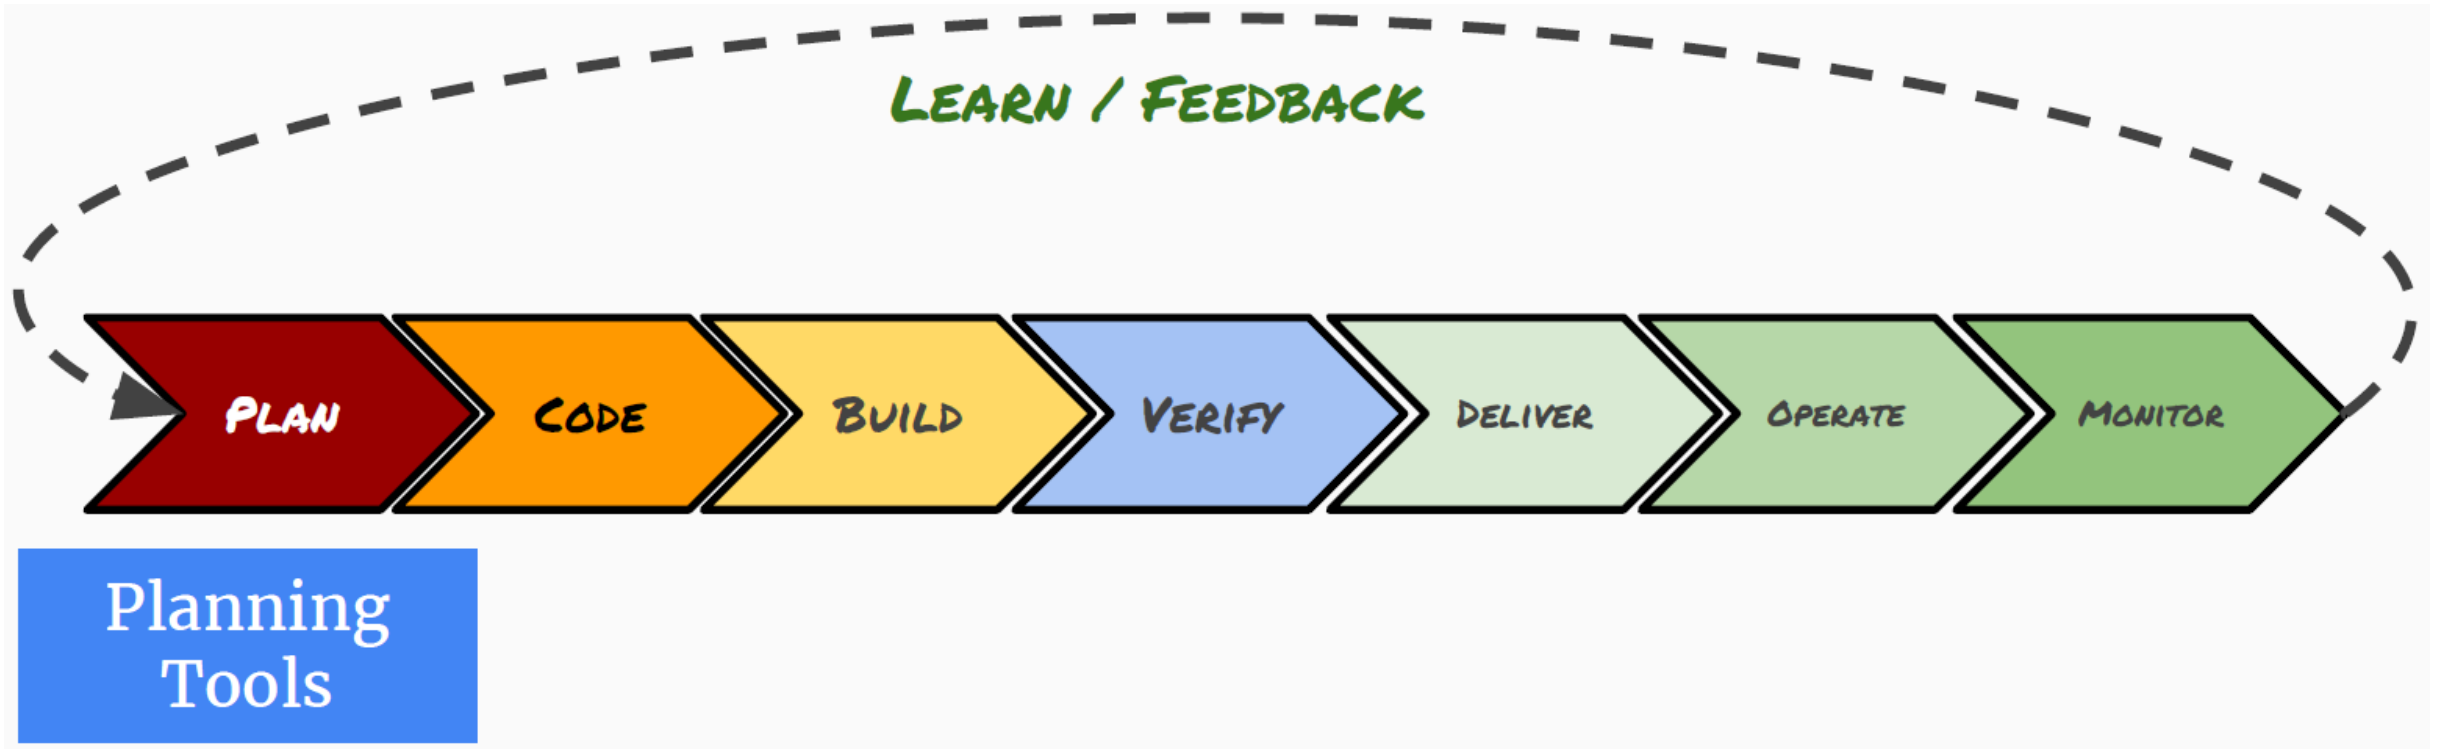 LEARN / FEEDBACK
PLAN
CODE
BUILD
VERIFY
DELIVER
OPERATE
MONITOR
Planning
Tools